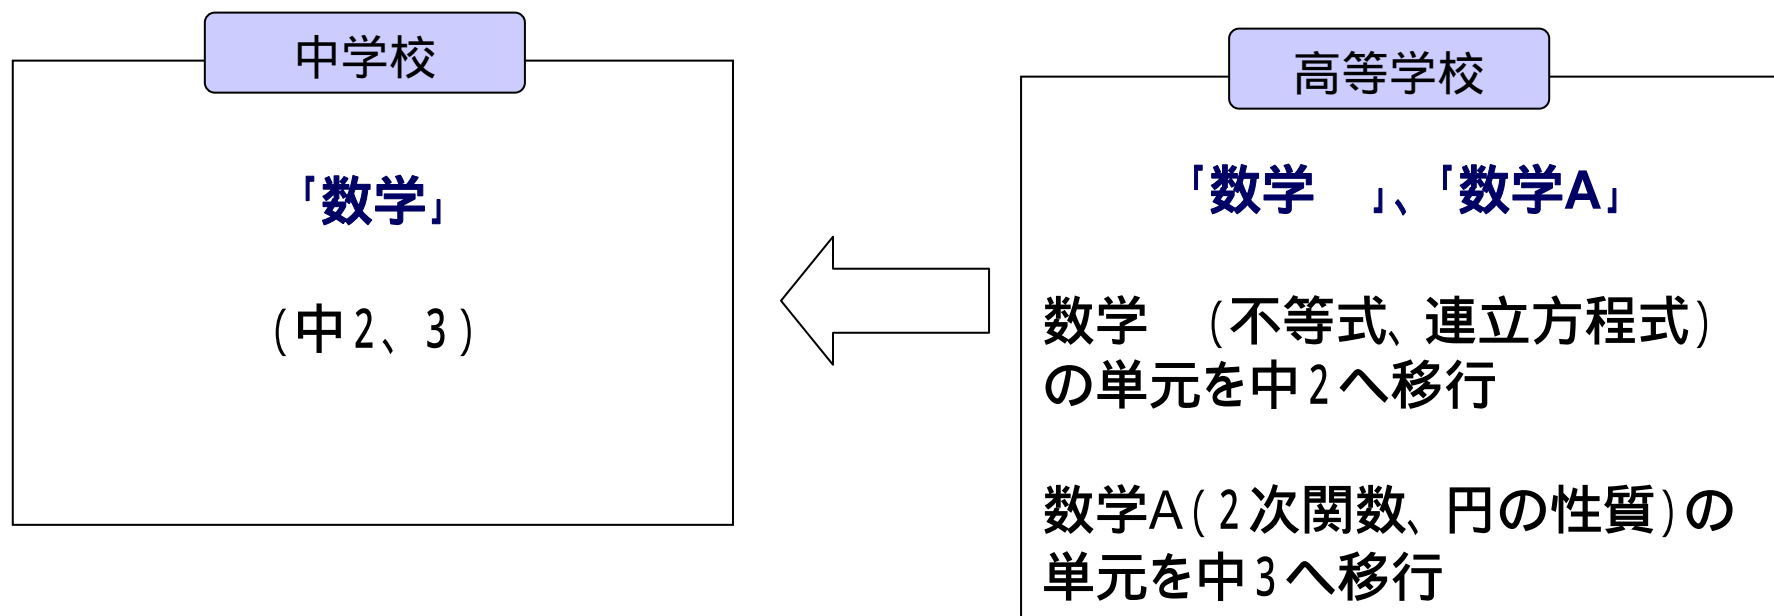 中学校
「数学」
(中2、3)
高等学校
「数学　」、「数学A」
数学　(不等式、連立方程式)
の単元を中2へ移行
数学A(2次関数、円の性質)の
単元を中3へ移行